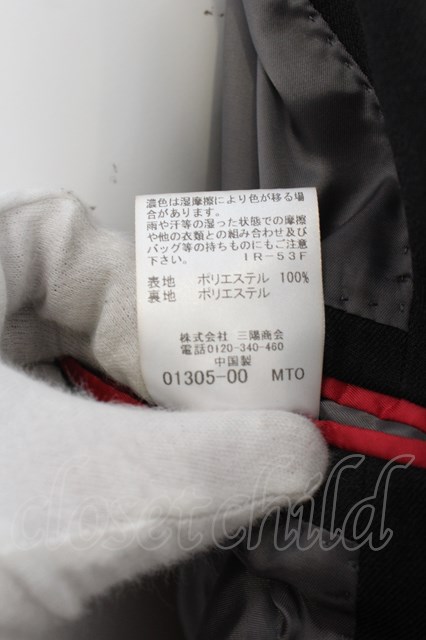 濃色は湿摩擦により色が移る場
合があります。
雨や汗等の湿った状態での摩擦
や他の衣類との組み合わせ及び
バッグ等の持ちものにもご注意
下さい。 IR-53F
表地 ポリエステル 100%
裏地 ポリエステル
株式会社 三陽商会
電話0120-340-460
中国製
01305-00 MTO
closet child